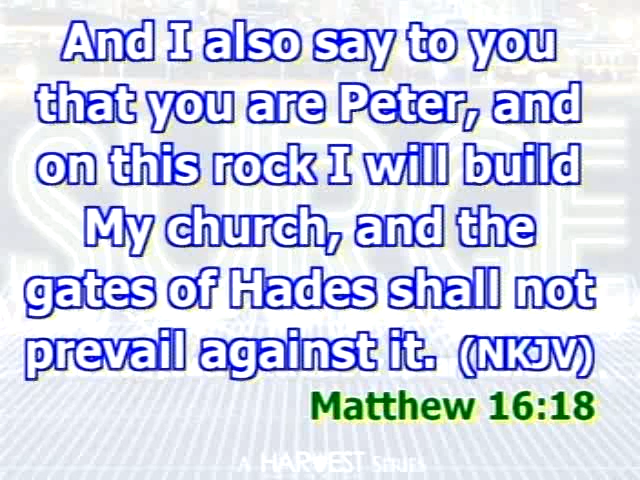 And I also say to you
that you are Peter, and
on this rock I will build
My church, and the
gates of Hades shall not
prevail against it. (NKJV)
Matthew 16:18
SURGE
A HARVEST SERIES